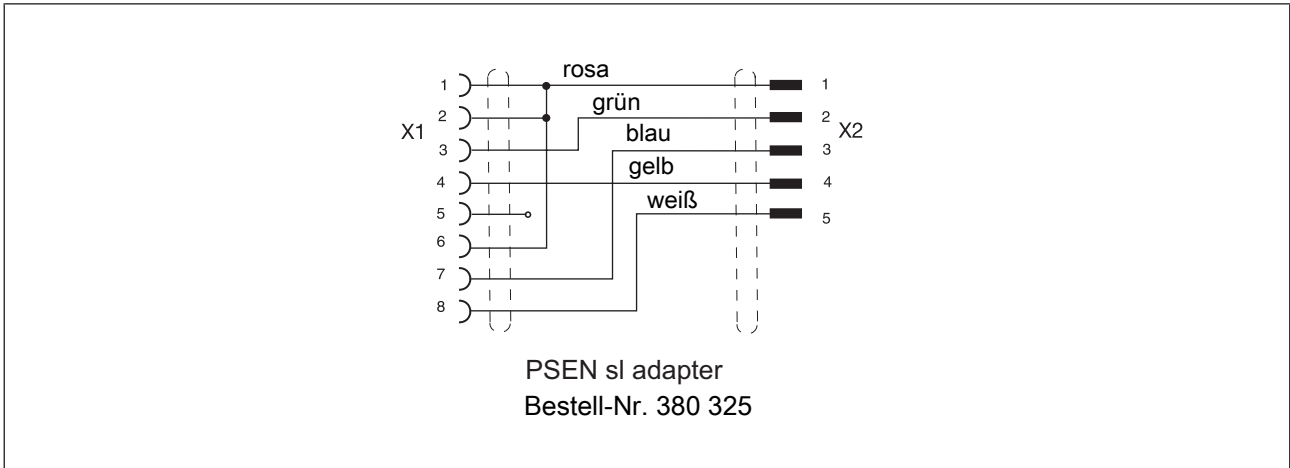 rosa
1 1
grün
2 2
X1 X2
blau
3 3
gelb
4 4
weiß
5 5
6
7
8
PSEN sl adapter
Bestell-Nr. 380 325